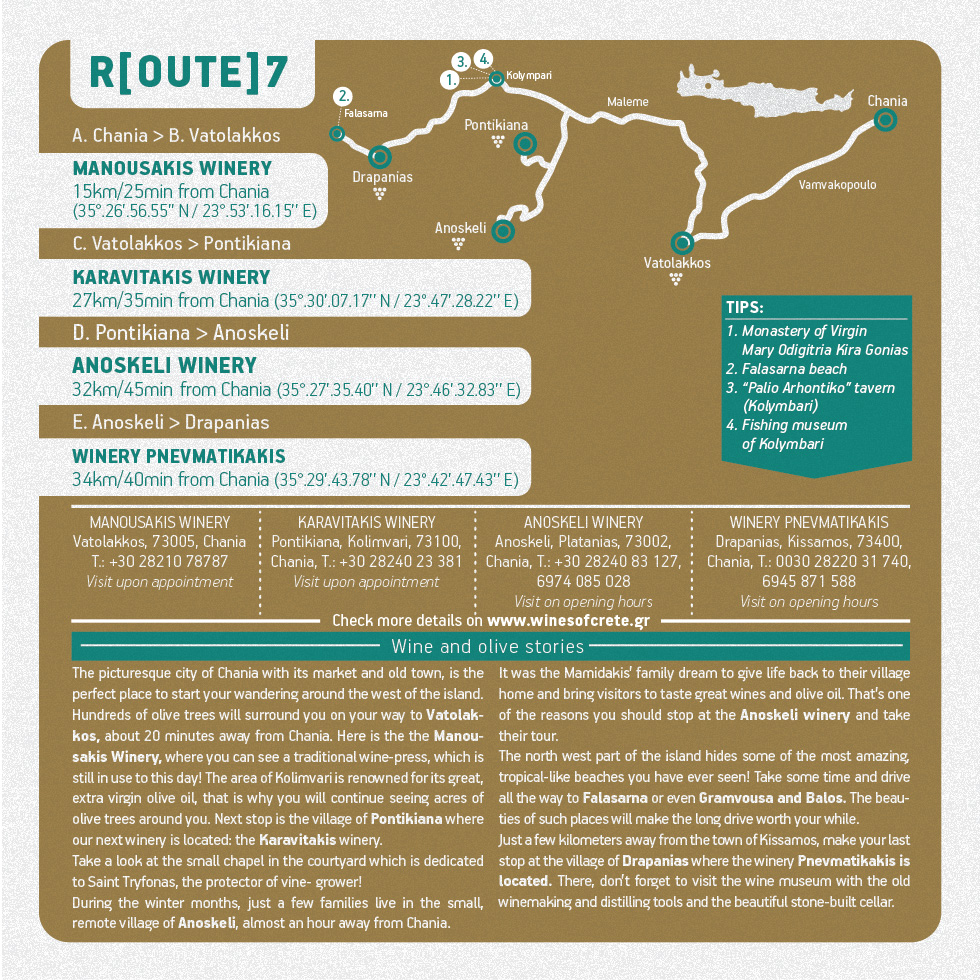 R[OUTE]7
A. Chania > B. Vatolakkos
MANOUSAKIS WINERY
15km/25min from Chania
(35°.26'.56.55'' N / 23°.53'.16.15'' E)
C. Vatolakkos > Pontikiana
KARAVITAKIS WINERY
27km/35min from Chania (35°.30'.07.17'' N / 23°.47'.28.22'' E)
D. Pontikiana > Anoskeli
ANOSKELI WINERY
32km/45min from Chania (35°.27'.35.40'' N / 23°.46'.32.83'' E)
E. Anoskeli > Drapanias
WINERY PNEVMATIKAKIS
34km/40min from Chania (35°.29'.43.78'' N / 23°.42'.47.43'' E)
2.
Falasarna
Drapanias
1.
3.
4.
Kolympari
Pontikiana
Anoskeli
Maleme
Chania
Vamvakopoulo
Vatolakkos
TIPS:
1. Monastery of Virgin
Mary Odigitria Kira Gonias
2. Falasarna beach
3. “Palio Arhontiko” tavern
(Kolymbari)
4. Fishing museum
of Kolymbari
MANOUSAKIS WINERY
Vatolakkos, 73005, Chania
T.: +30 28210 78787
Visit upon appointment
KARAVITAKIS WINERY
Pontikiana, Kolimvari, 73100,
Chania, T.: +30 28240 23 381
Visit upon appointment
ANOSKELI WINERY
Anoskeli, Platanias, 73002,
Chania, T.: +30 28240 83 127,
6974 085 028
Visit on opening hours
WINERY PNEVMATIKAKIS
Drapanias, Kissamos, 73400,
Chania, T.: 0030 28220 31 740,
6945 871 588
Visit on opening hours
Check more details on www.winesofcrete.gr
Wine and olive stories
The picturesque city of Chania with its market and old town, is the
perfect place to start your wandering around the west of the island.
Hundreds of olive trees will surround you on your way to Vatolak-
kos, about 20 minutes away from Chania. Here is the the Manou-
sakis Winery, where you can see a traditional wine-press, which is
still in use to this day! The area of Kolimvari is renowned for its great,
extra virgin olive oil, that is why you will continue seeing acres of
olive trees around you. Next stop is the village of Pontikiana where
our next winery is located: the Karavitakis winery.
Take a look at the small chapel in the courtyard which is dedicated
to Saint Tryfonas, the protector of vine- grower!
During the winter months, just a few families live in the small,
remote village of Anoskeli, almost an hour away from Chania.
It was the Mamidakis’ family dream to give life back to their village
home and bring visitors to taste great wines and olive oil. That’s one
of the reasons you should stop at the Anoskeli winery and take
their tour.
The north west part of the island hides some of the most amazing,
tropical-like beaches you have ever seen! Take some time and drive
all the way to Falasarna or even Gramvousa and Balos. The beau-
ties of such places will make the long drive worth your while.
Just a few kilometers away from the town of Kissamos, make your last
stop at the village of Drapanias where the winery Pnevmatikakis is
located. There, don’t forget to visit the wine museum with the old
winemaking and distilling tools and the beautiful stone-built cellar.